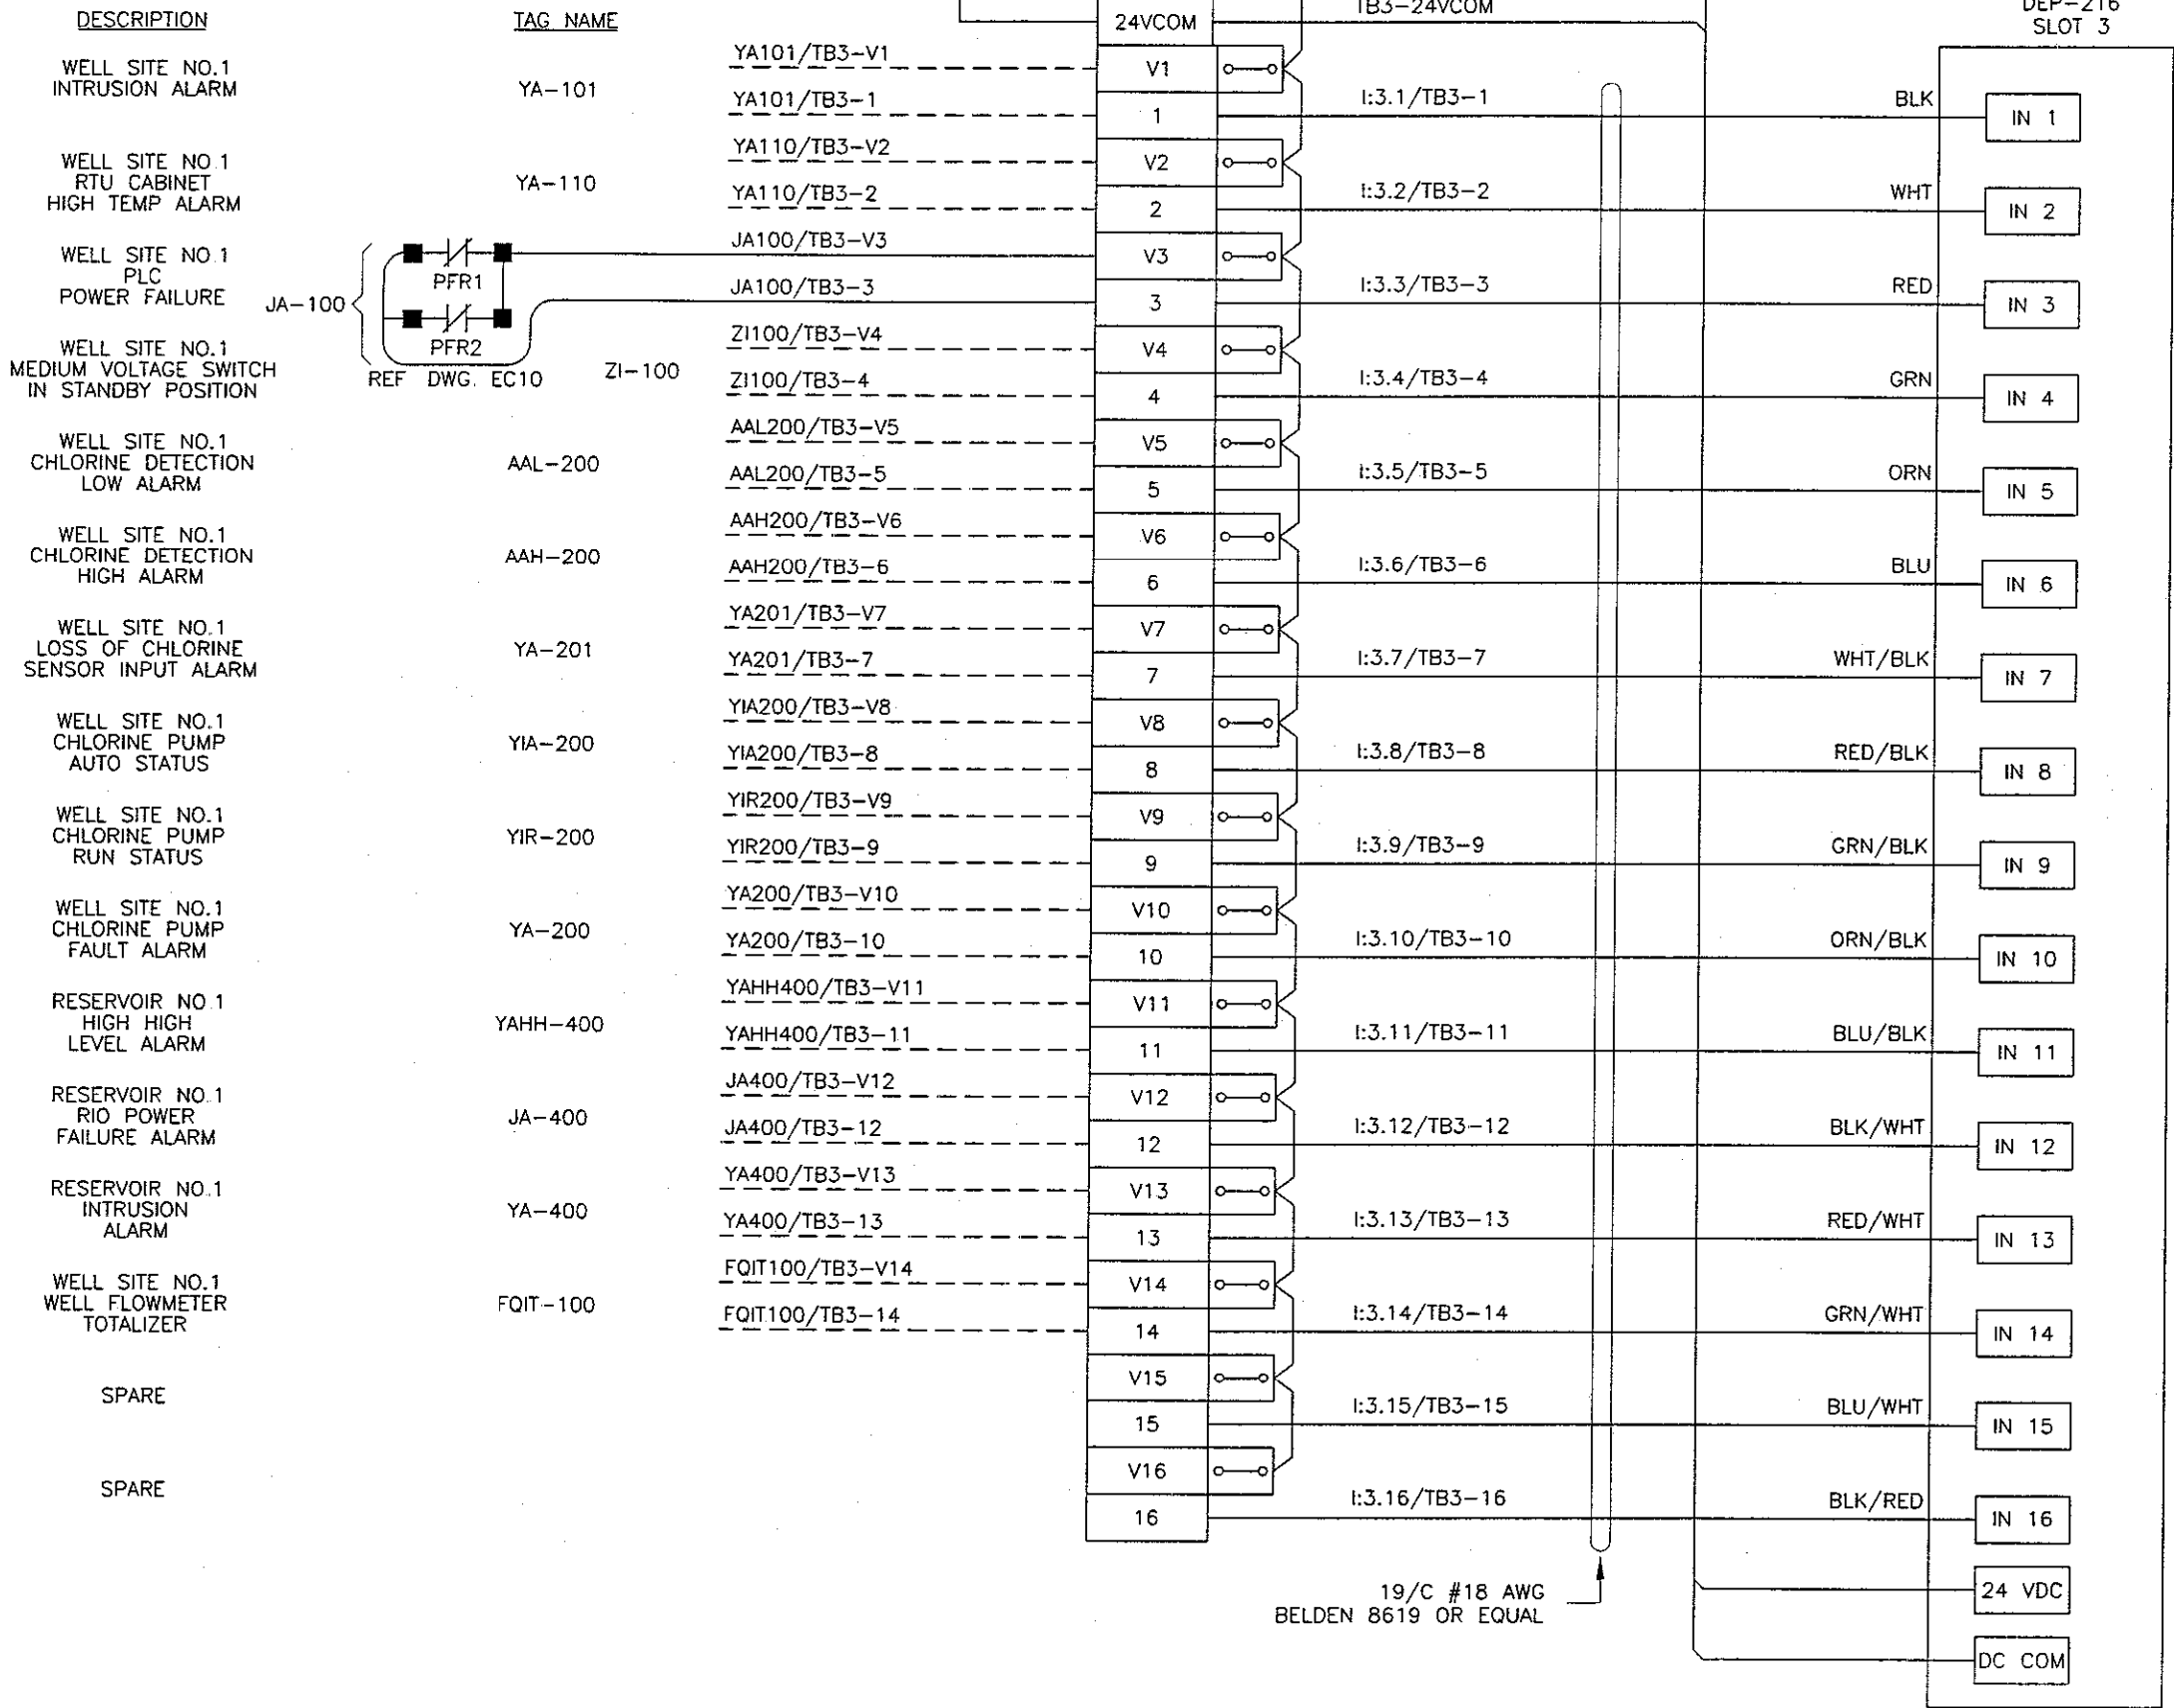 DESCRIPTION
TAG NAME
24VCOM
TB3-24VCOM
DEP-216
SLOT 3
WELL SITE NO.1
INTRUSION ALARM
YA-101
YA101/TB3-V1
V1
YA101/TB3-1
1
I:3.1/TB3-1
BLK
IN 1
WELL SITE NO.1
RTU CABINET
HIGH TEMP ALARM
YA-110
YA110/TB3-V2
V2
YA110/TB3-2
2
I:3.2/TB3-2
WHT
IN 2
WELL SITE NO.1
PLC
POWER FAILURE
JA-100
PFR1
PFR2
REF DWG. EC10
JA100/TB3-V3
V3
JA100/TB3-3
3
I:3.3/TB3-3
RED
IN 3
WELL SITE NO.1
MEDIUM VOLTAGE SWITCH
IN STANDBY POSITION
ZI-100
ZI100/TB3-V4
V4
ZI100/TB3-4
4
I:3.4/TB3-4
GRN
IN 4
WELL SITE NO.1
CHLORINE DETECTION
LOW ALARM
AAL-200
AAL200/TB3-V5
V5
AAL200/TB3-5
5
I:3.5/TB3-5
ORN
IN 5
WELL SITE NO.1
CHLORINE DETECTION
HIGH ALARM
AAH-200
AAH200/TB3-V6
V6
AAH200/TB3-6
6
I:3.6/TB3-6
BLU
IN 6
WELL SITE NO.1
LOSS OF CHLORINE
SENSOR INPUT ALARM
YA-201
YA201/TB3-V7
V7
YA201/TB3-7
7
I:3.7/TB3-7
WHT/BLK
IN 7
WELL SITE NO.1
CHLORINE PUMP
AUTO STATUS
YIA-200
YIA200/TB3-V8
V8
YIA200/TB3-8
8
I:3.8/TB3-8
RED/BLK
IN 8
WELL SITE NO.1
CHLORINE PUMP
RUN STATUS
YIR-200
YIR200/TB3-V9
V9
YIR200/TB3-9
9
I:3.9/TB3-9
GRN/BLK
IN 9
WELL SITE NO.1
CHLORINE PUMP
FAULT ALARM
YA-200
YA200/TB3-V10
V10
YA200/TB3-10
10
I:3.10/TB3-10
ORN/BLK
IN 10
RESERVOIR NO.1
HIGH HIGH
LEVEL ALARM
YAHH-400
YAHH400/TB3-V11
V11
YAHH400/TB3-11
11
I:3.11/TB3-11
BLU/BLK
IN 11
RESERVOIR NO.1
RIO POWER
FAILURE ALARM
JA-400
JA400/TB3-V12
V12
JA400/TB3-12
12
I:3.12/TB3-12
BLK/WHT
IN 12
RESERVOIR NO.1
INTRUSION
ALARM
YA-400
YA400/TB3-V13
V13
YA400/TB3-13
13
I:3.13/TB3-13
RED/WHT
IN 13
WELL SITE NO.1
WELL FLOWMETER
TOTALIZER
FQIT-100
FQIT100/TB3-V14
V14
FQIT100/TB3-14
14
I:3.14/TB3-14
GRN/WHT
IN 14
SPARE
V15
15
I:3.15/TB3-15
BLU/WHT
IN 15
SPARE
V16
16
I:3.16/TB3-16
BLK/RED
IN 16
19/C #18 AWG
BELDEN 8619 OR EQUAL
24 VDC
DC COM